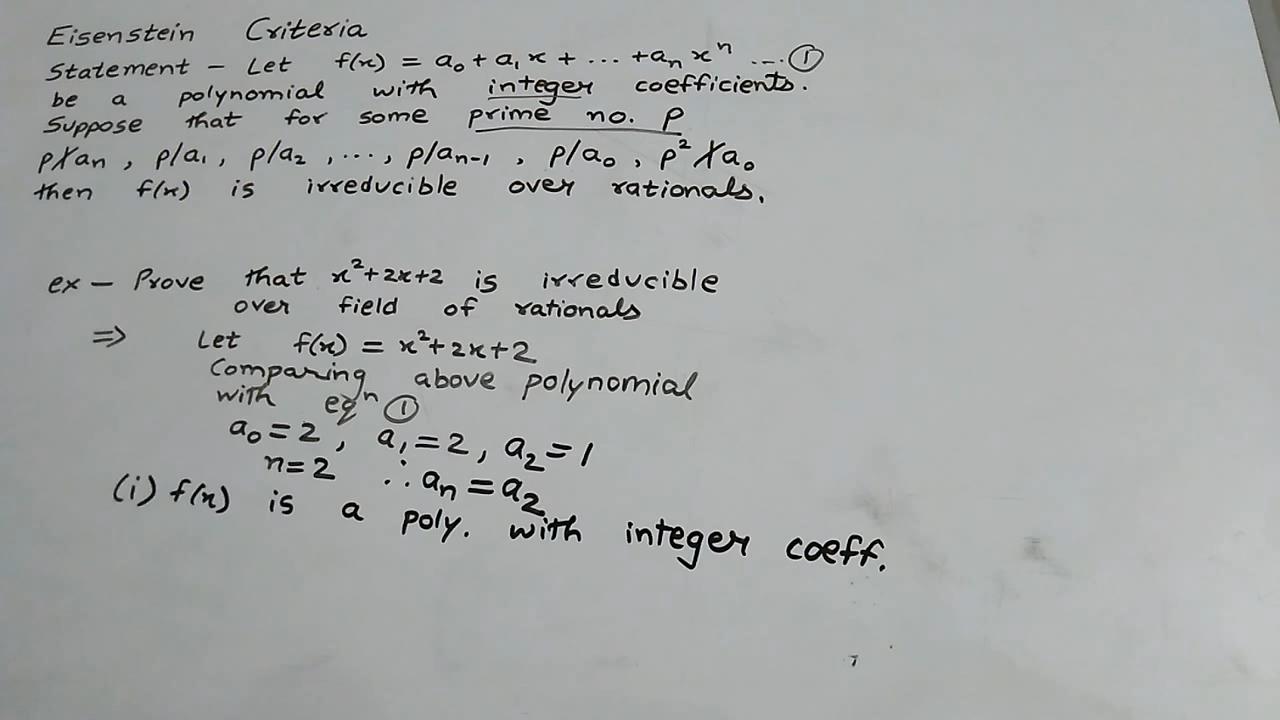 Eisenstein Criteria
Statement - Let f(x) = a₀ + a₁x + ... + aₙxⁿ ---- ①
be a polynomial with integer coefficients.
Suppose that for some prime no. p
p∤aₙ, p/a₁, p/a₂, ..., p/aₙ₋₁, p/a₀, p²∤a₀
then f(x) is irreducible over rationals.
ex - Prove that x²+2x+2 is irreducible
over field of rationals
⇒ Let f(x) = x²+2x+2
Comparing above polynomial
with eqⁿ ①
a₀=2, a₁=2, a₂=1
n=2 ∴ aₙ=a₂
(i) f(x) is a poly. with integer coeff.